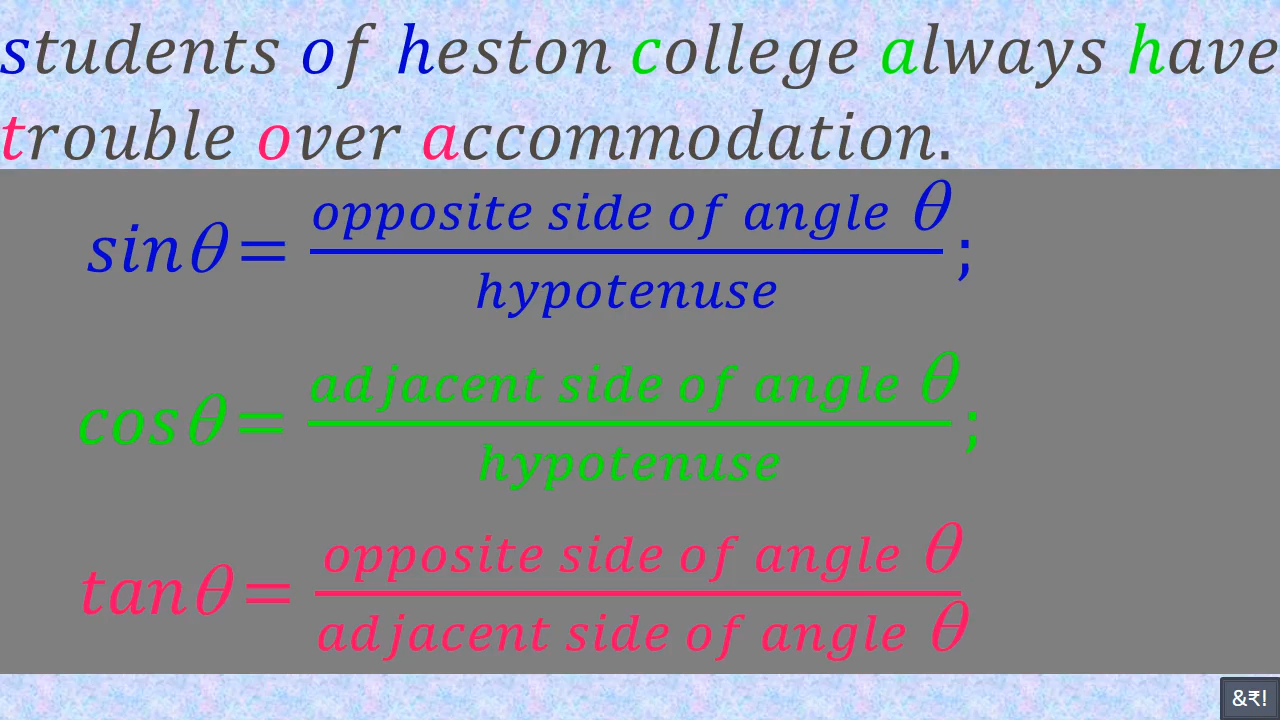 students of heston college always have
trouble over accommodation.
sinθ = opposite side of angle θ / hypotenuse ;
cosθ = adjacent side of angle θ / hypotenuse ;
tanθ = opposite side of angle θ / adjacent side of angle θ
&₹!